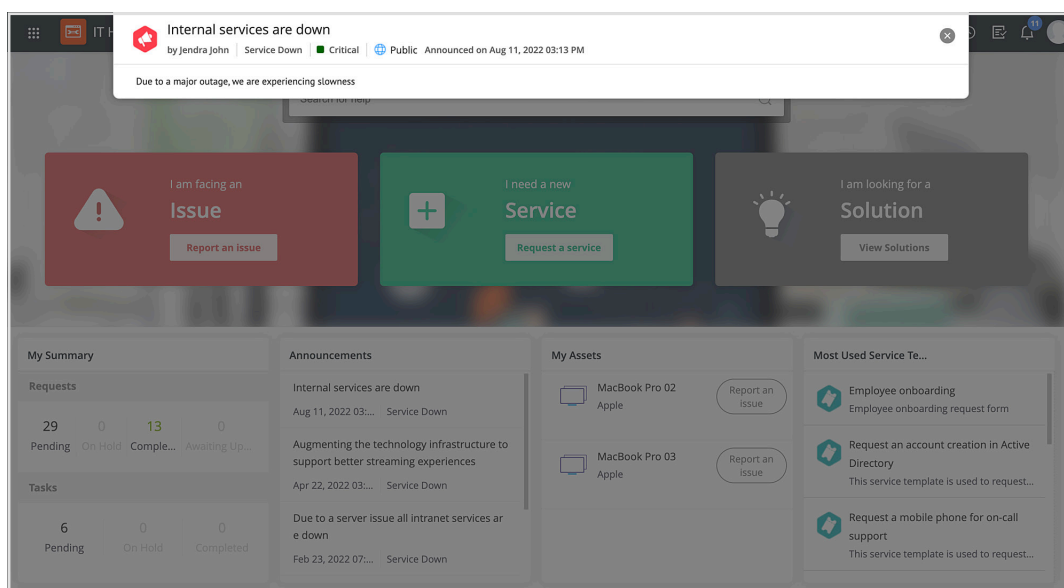 IT H
Internal services are down
by Jendra John Service Down Critical Public Announced on Aug 11, 2022 03:13 PM
11
Due to a major outage, we are experiencing slowness
Search for help
I am facing an
Issue
Report an issue
I need a new
Service
Request a service
I am looking for a
Solution
View Solutions
My Summary
Requests
29
Pending
0
On Hold
13
Comple...
0
Awaiting Up...
Tasks
6
Pending
0
On Hold
0
Completed
Announcements
Internal services are down
Aug 11, 2022 03:... Service Down
Augmenting the technology infrastructure to
support better streaming experiences
Apr 22, 2022 03:... Service Down
Due to a server issue all intranet services ar
e down
Feb 23, 2022 07:... Service Down
My Assets
MacBook Pro 02
Apple
Report an
issue
MacBook Pro 03
Apple
Report an
issue
Most Used Service Te...
Employee onboarding
Employee onboarding request form
Request an account creation in Active
Directory
This service template is used to request...
Request a mobile phone for on-call
support
This service template is used to request...